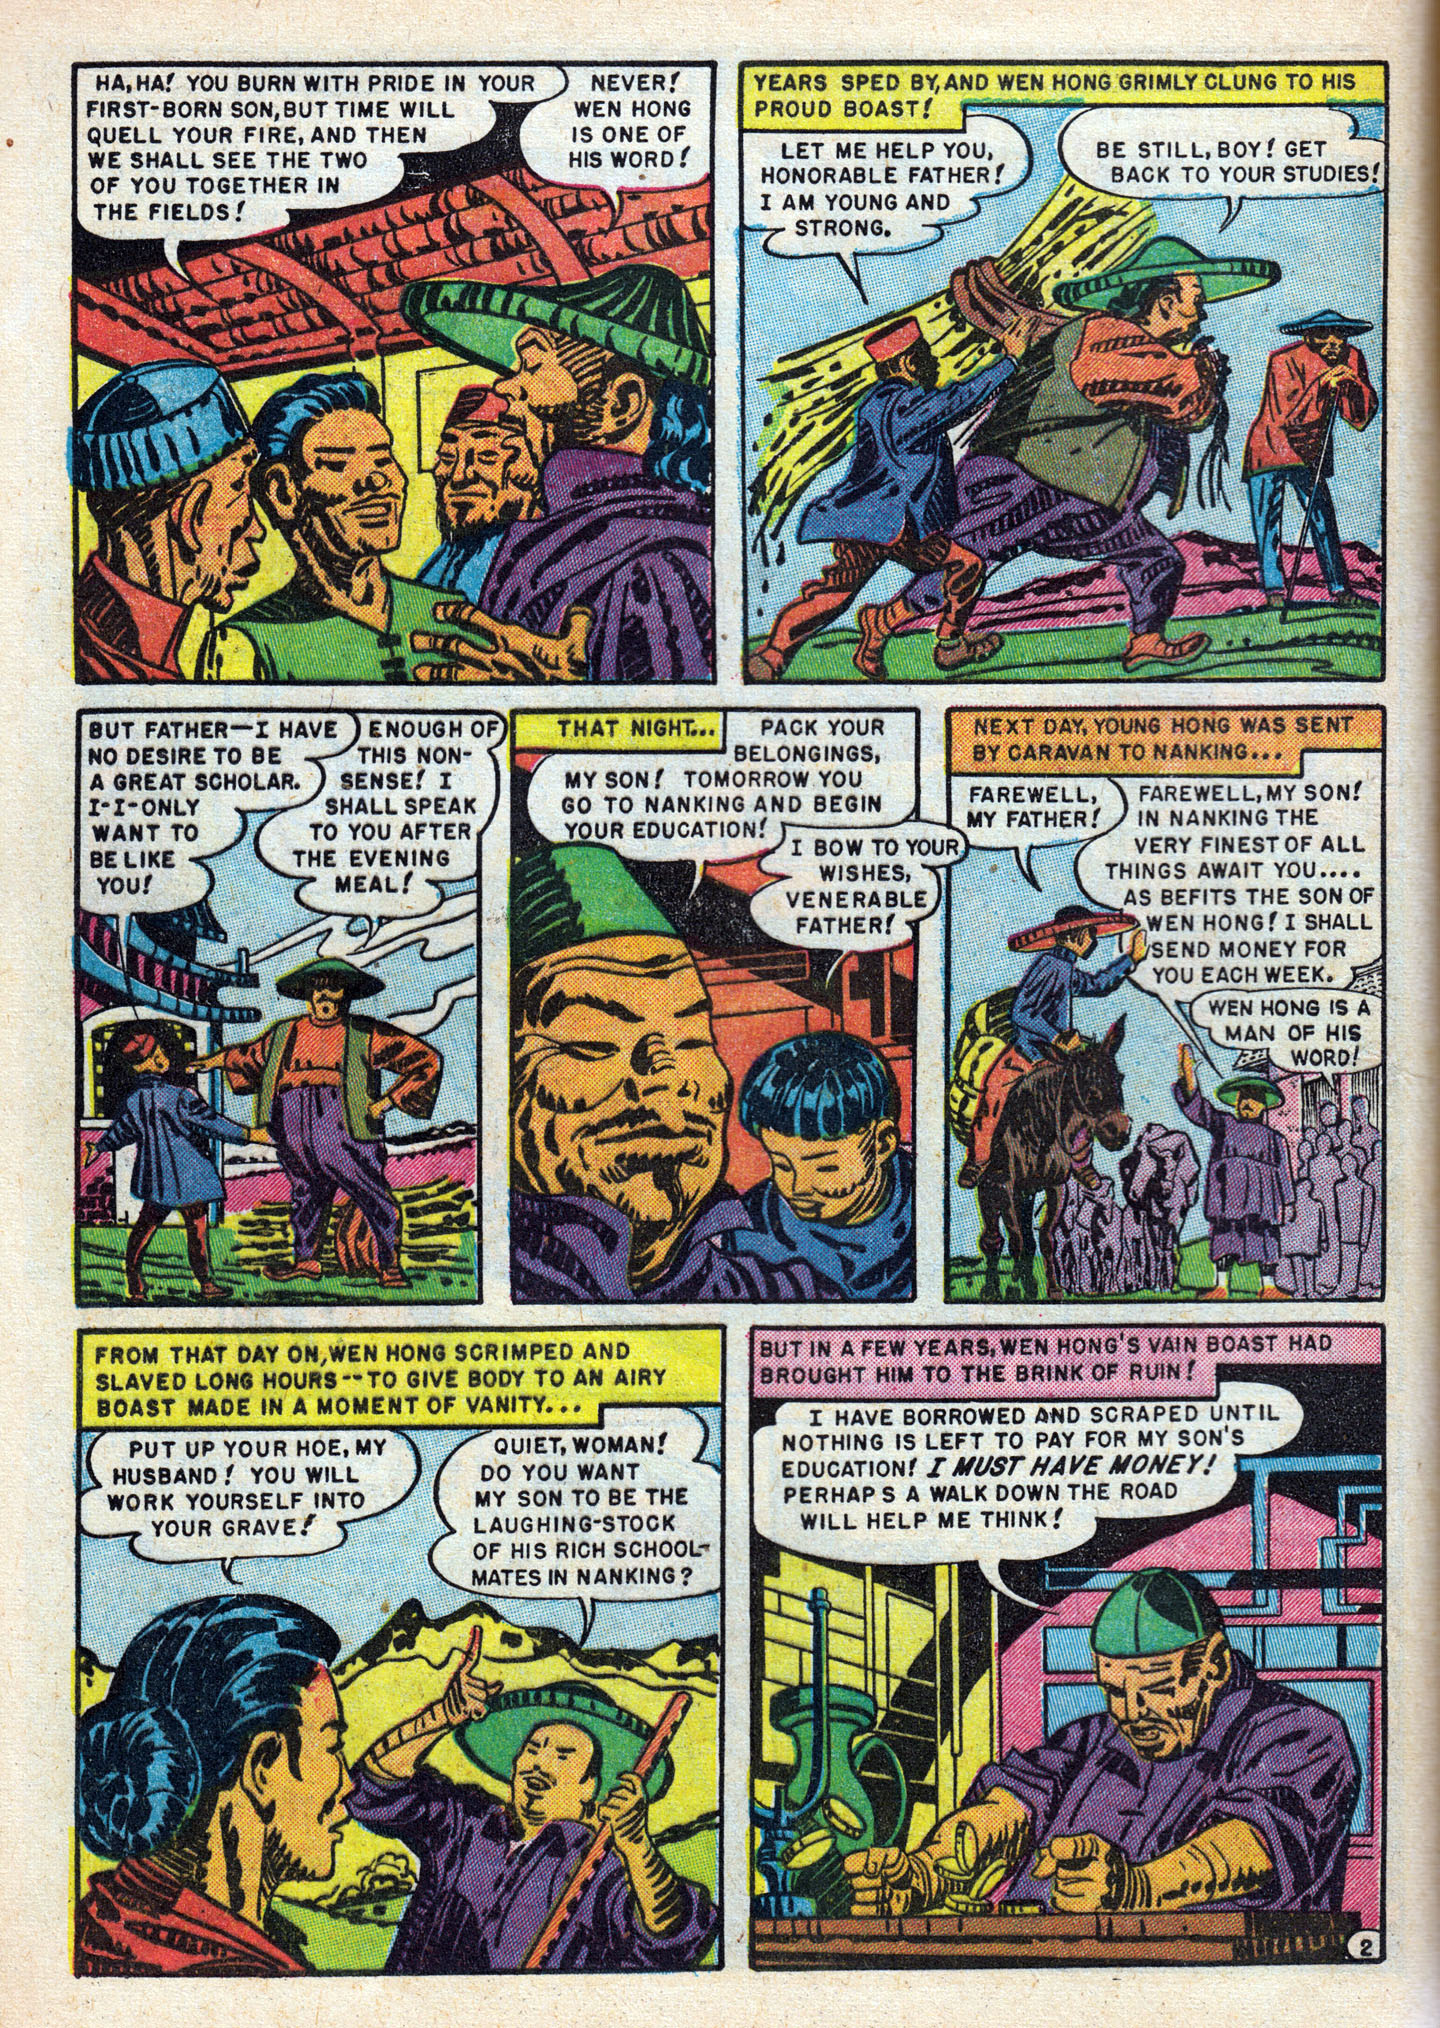 HA, HA! YOU BURN WITH PRIDE IN YOUR
FIRST-BORN SON, BUT TIME WILL
QUELL YOUR FIRE, AND THEN
WE SHALL SEE THE TWO
OF YOU TOGETHER IN
THE FIELDS!
NEVER!
WEN HONG
IS ONE OF
HIS WORD!
YEARS SPED BY, AND WEN HONG GRIMLY CLUNG TO HIS
PROUD BOAST!
LET ME HELP YOU,
HONORABLE FATHER!
I AM YOUNG AND
STRONG.
BE STILL, BOY! GET
BACK TO YOUR STUDIES!
BUT FATHER—I HAVE
NO DESIRE TO BE
A GREAT SCHOLAR.
I-I-ONLY
WANT TO
BE LIKE
YOU!
ENOUGH OF
THIS NON-
SENSE! I
SHALL SPEAK
TO YOU AFTER
THE EVENING
MEAL!
THAT NIGHT...
PACK YOUR
BELONGINGS,
MY SON! TOMORROW YOU
GO TO NANKING AND BEGIN
YOUR EDUCATION!
I BOW TO YOUR
WISHES,
VENERABLE
FATHER!
NEXT DAY, YOUNG HONG WAS SENT
BY CARAVAN TO NANKING...
FAREWELL,
MY FATHER!
FAREWELL, MY SON!
IN NANKING THE
VERY FINEST OF ALL
THINGS AWAIT YOU....
AS BEFITS THE SON OF
WEN HONG! I SHALL
SEND MONEY FOR
YOU EACH WEEK.
WEN HONG IS A
MAN OF HIS
WORD!
FROM THAT DAY ON, WEN HONG SCRIMPED AND
SLAVED LONG HOURS--TO GIVE BODY TO AN AIRY
BOAST MADE IN A MOMENT OF VANITY...
PUT UP YOUR HOE, MY
HUSBAND! YOU WILL
WORK YOURSELF INTO
YOUR GRAVE!
QUIET, WOMAN!
DO YOU WANT
MY SON TO BE THE
LAUGHING-STOCK
OF HIS RICH SCHOOL-
MATES IN NANKING?
BUT IN A FEW YEARS, WEN HONG'S VAIN BOAST HAD
BROUGHT HIM TO THE BRINK OF RUIN!
I HAVE BORROWED AND SCRAPED UNTIL
NOTHING IS LEFT TO PAY FOR MY SON'S
EDUCATION! I MUST HAVE MONEY!
PERHAPS A WALK DOWN THE ROAD
WILL HELP ME THINK!
2